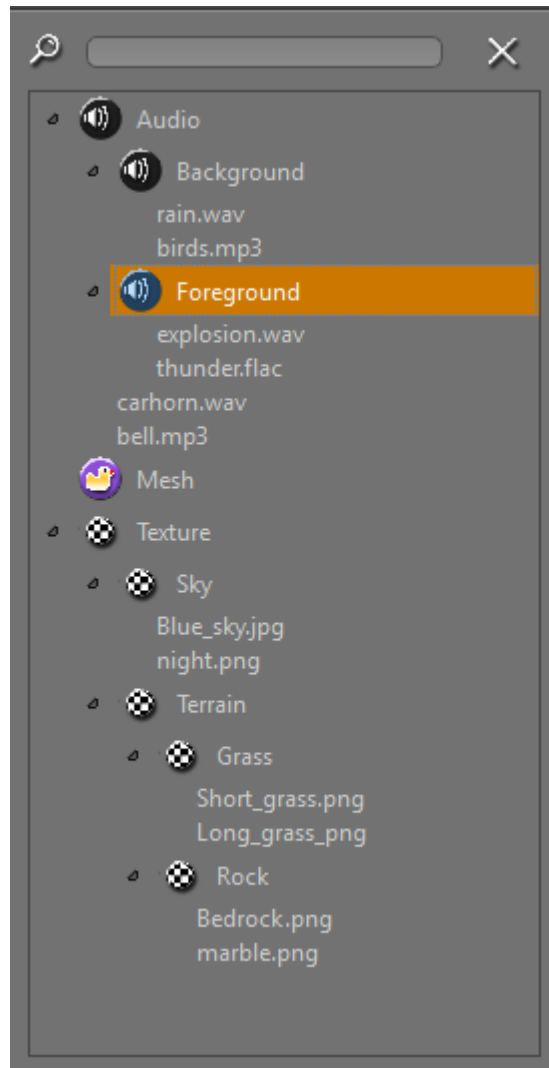 Audio
Background
rain.wav
birds.mp3
Foreground
explosion.wav
thunder.flac
carhorn.wav
bell.mp3
Mesh
Texture
Sky
Blue_sky.jpg
night.png
Terrain
Grass
Short_grass.png
Long_grass_png
Rock
Bedrock.png
marble.png